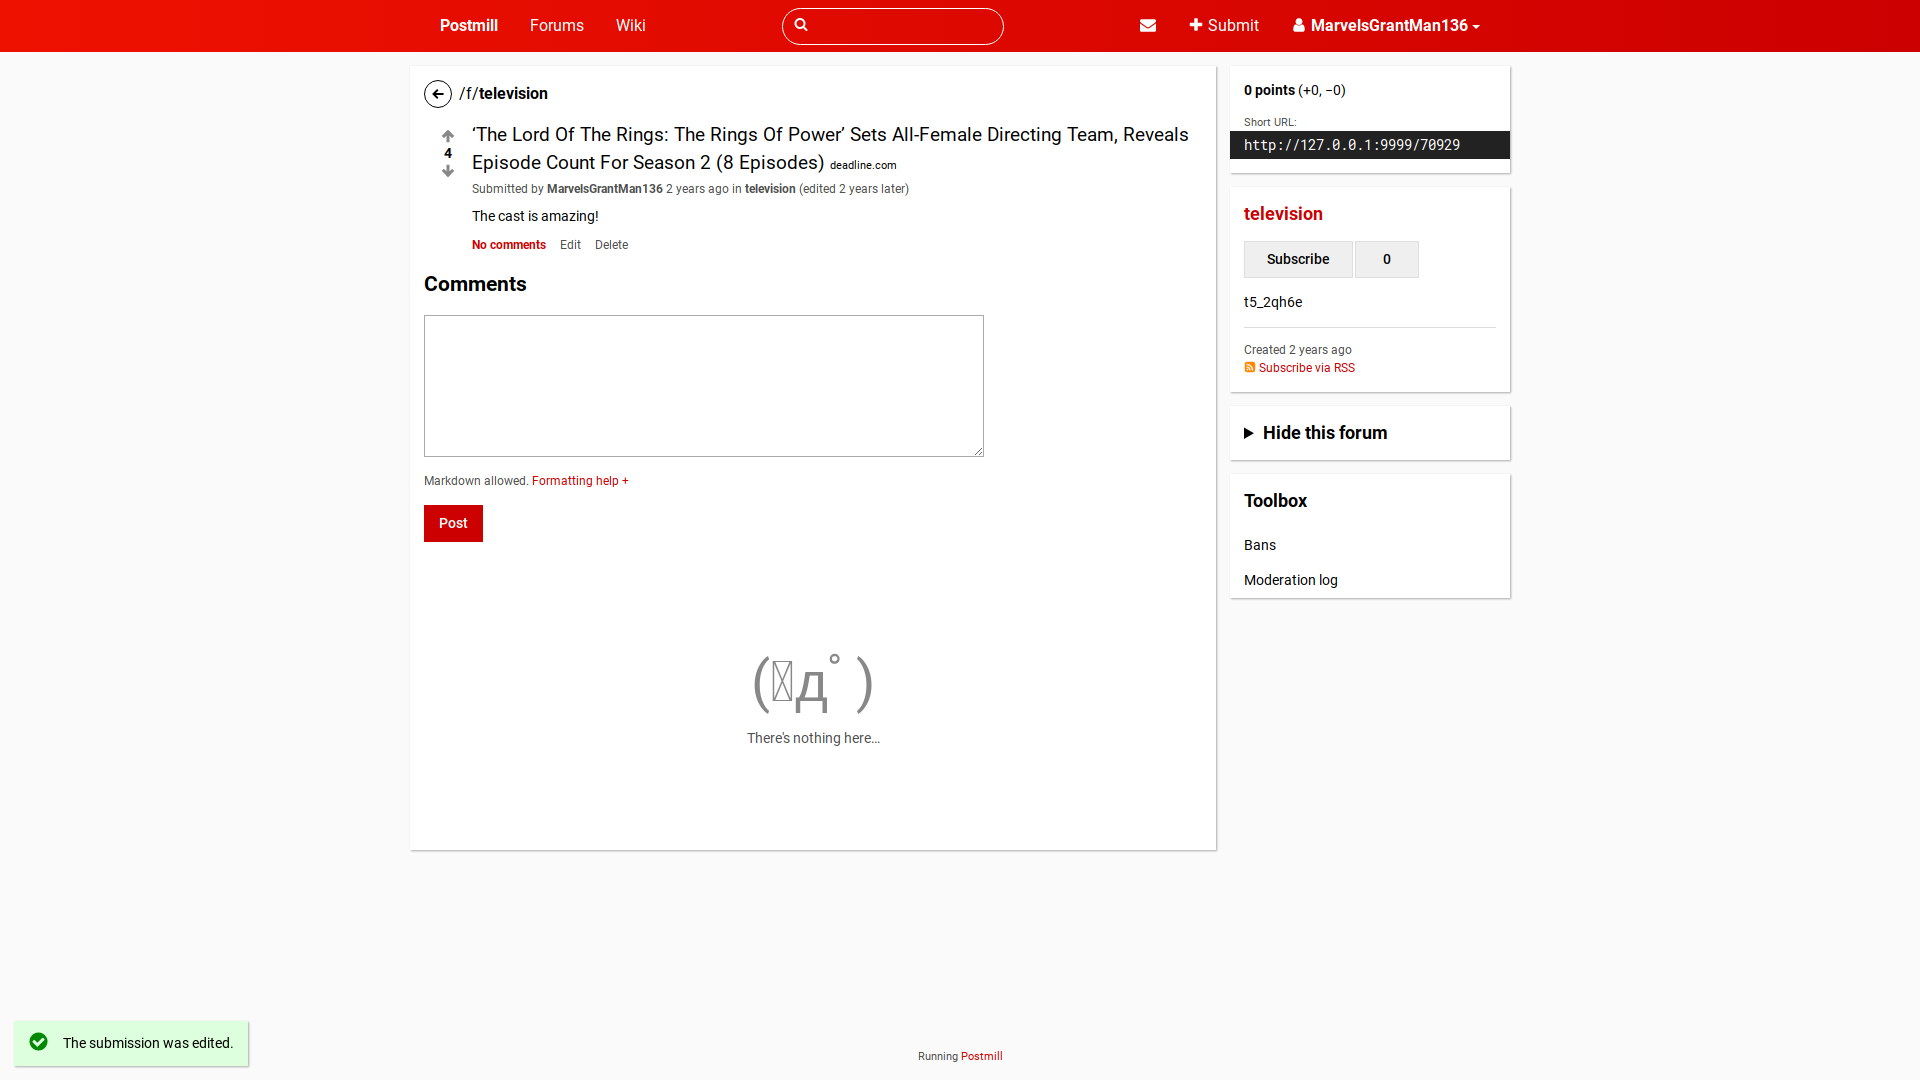 Postmill
Forums
Wiki
Submit
MarvelsGrantMan136
/f/television
4
‘The Lord Of The Rings: The Rings Of Power’ Sets All-Female Directing Team, Reveals
Episode Count For Season 2 (8 Episodes) deadline.com
Submitted by MarvelsGrantMan136 2 years ago in television (edited 2 years later)
The cast is amazing!
No comments Edit Delete
Comments
Markdown allowed. Formatting help +
Post
There's nothing here…
0 points (+0, −0)
Short URL:
http://127.0.0.1:9999/70929
television
Subscribe 0
t5_2qh6e
Created 2 years ago
Subscribe via RSS
Hide this forum
Toolbox
Bans
Moderation log
The submission was edited.
Running Postmill